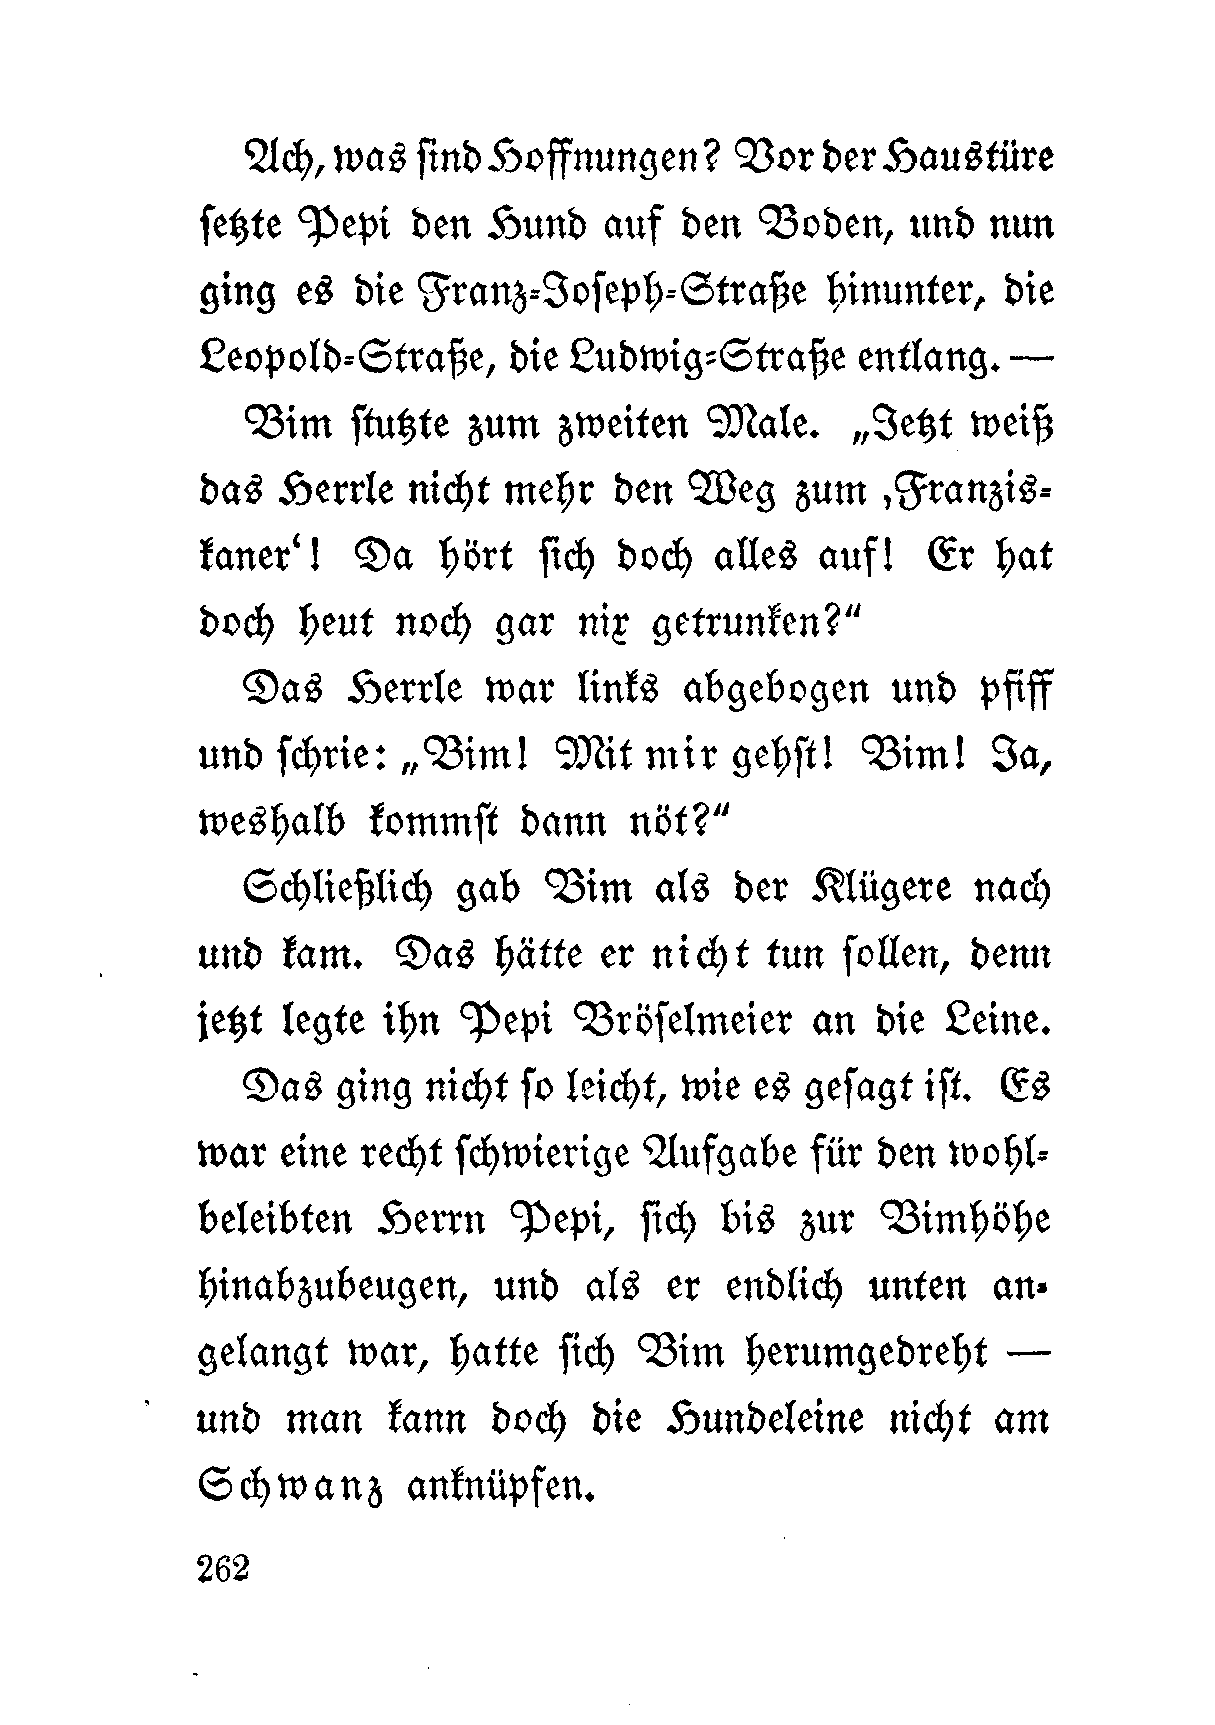 Ach, was sind Hoffnungen? Vor der Haustüre
setzte Pepi den Hund auf den Boden, und nun
ging es die Franz-Joseph-Straße hinunter, die
Leopold-Straße, die Ludwig-Straße entlang. —
Bim stutzte zum zweiten Male. „Jetzt weiß
das Herrle nicht mehr den Weg zum ‚Franzis-
kaner‘! Da hört sich doch alles auf! Er hat
doch heut noch gar nix getrunken?“
Das Herrle war links abgebogen und pfiff
und schrie: „Bim! Mit mir gehst! Bim! Ja,
weshalb kommst dann nöt?“
Schließlich gab Bim als der Klügere nach
und kam. Das hätte er nicht tun sollen, denn
jetzt legte ihn Pepi Bröselmeier an die Leine.
Das ging nicht so leicht, wie es gesagt ist. Es
war eine recht schwierige Aufgabe für den wohl-
beleibten Herrn Pepi, sich bis zur Bimhöhe
hinabzubeugen, und als er endlich unten an-
gelangt war, hatte sich Bim herumgedreht —
und man kann doch die Hundeleine nicht am
Schwanz anknüpfen.
262